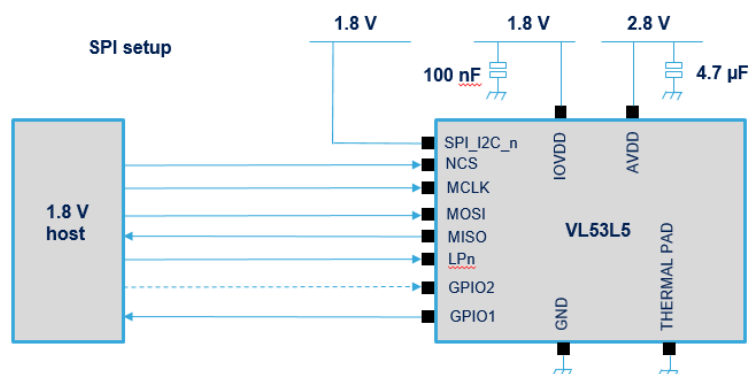 SPI setup
1.8 V
1.8 V
2.8 V
100 nF
4.7 µF
1.8 V
host
SPI_I2C_n
NCS
MCLK
MOSI
MISO
LPn
GPIO2
GPIO1
IOVDD
AVDD
VL53L5
GND
THERMAL PAD